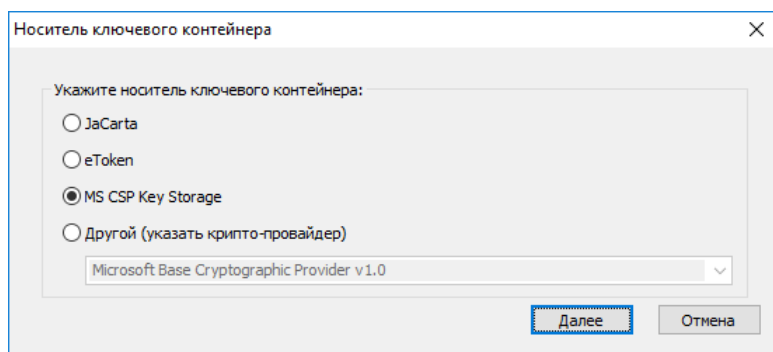 Носитель ключевого контейнера
Укажите носитель ключевого контейнера:
JaCarta
eToken
MS CSP Key Storage
Другой (указать крипто-провайдер)
Microsoft Base Cryptographic Provider v1.0
Далее Отмена